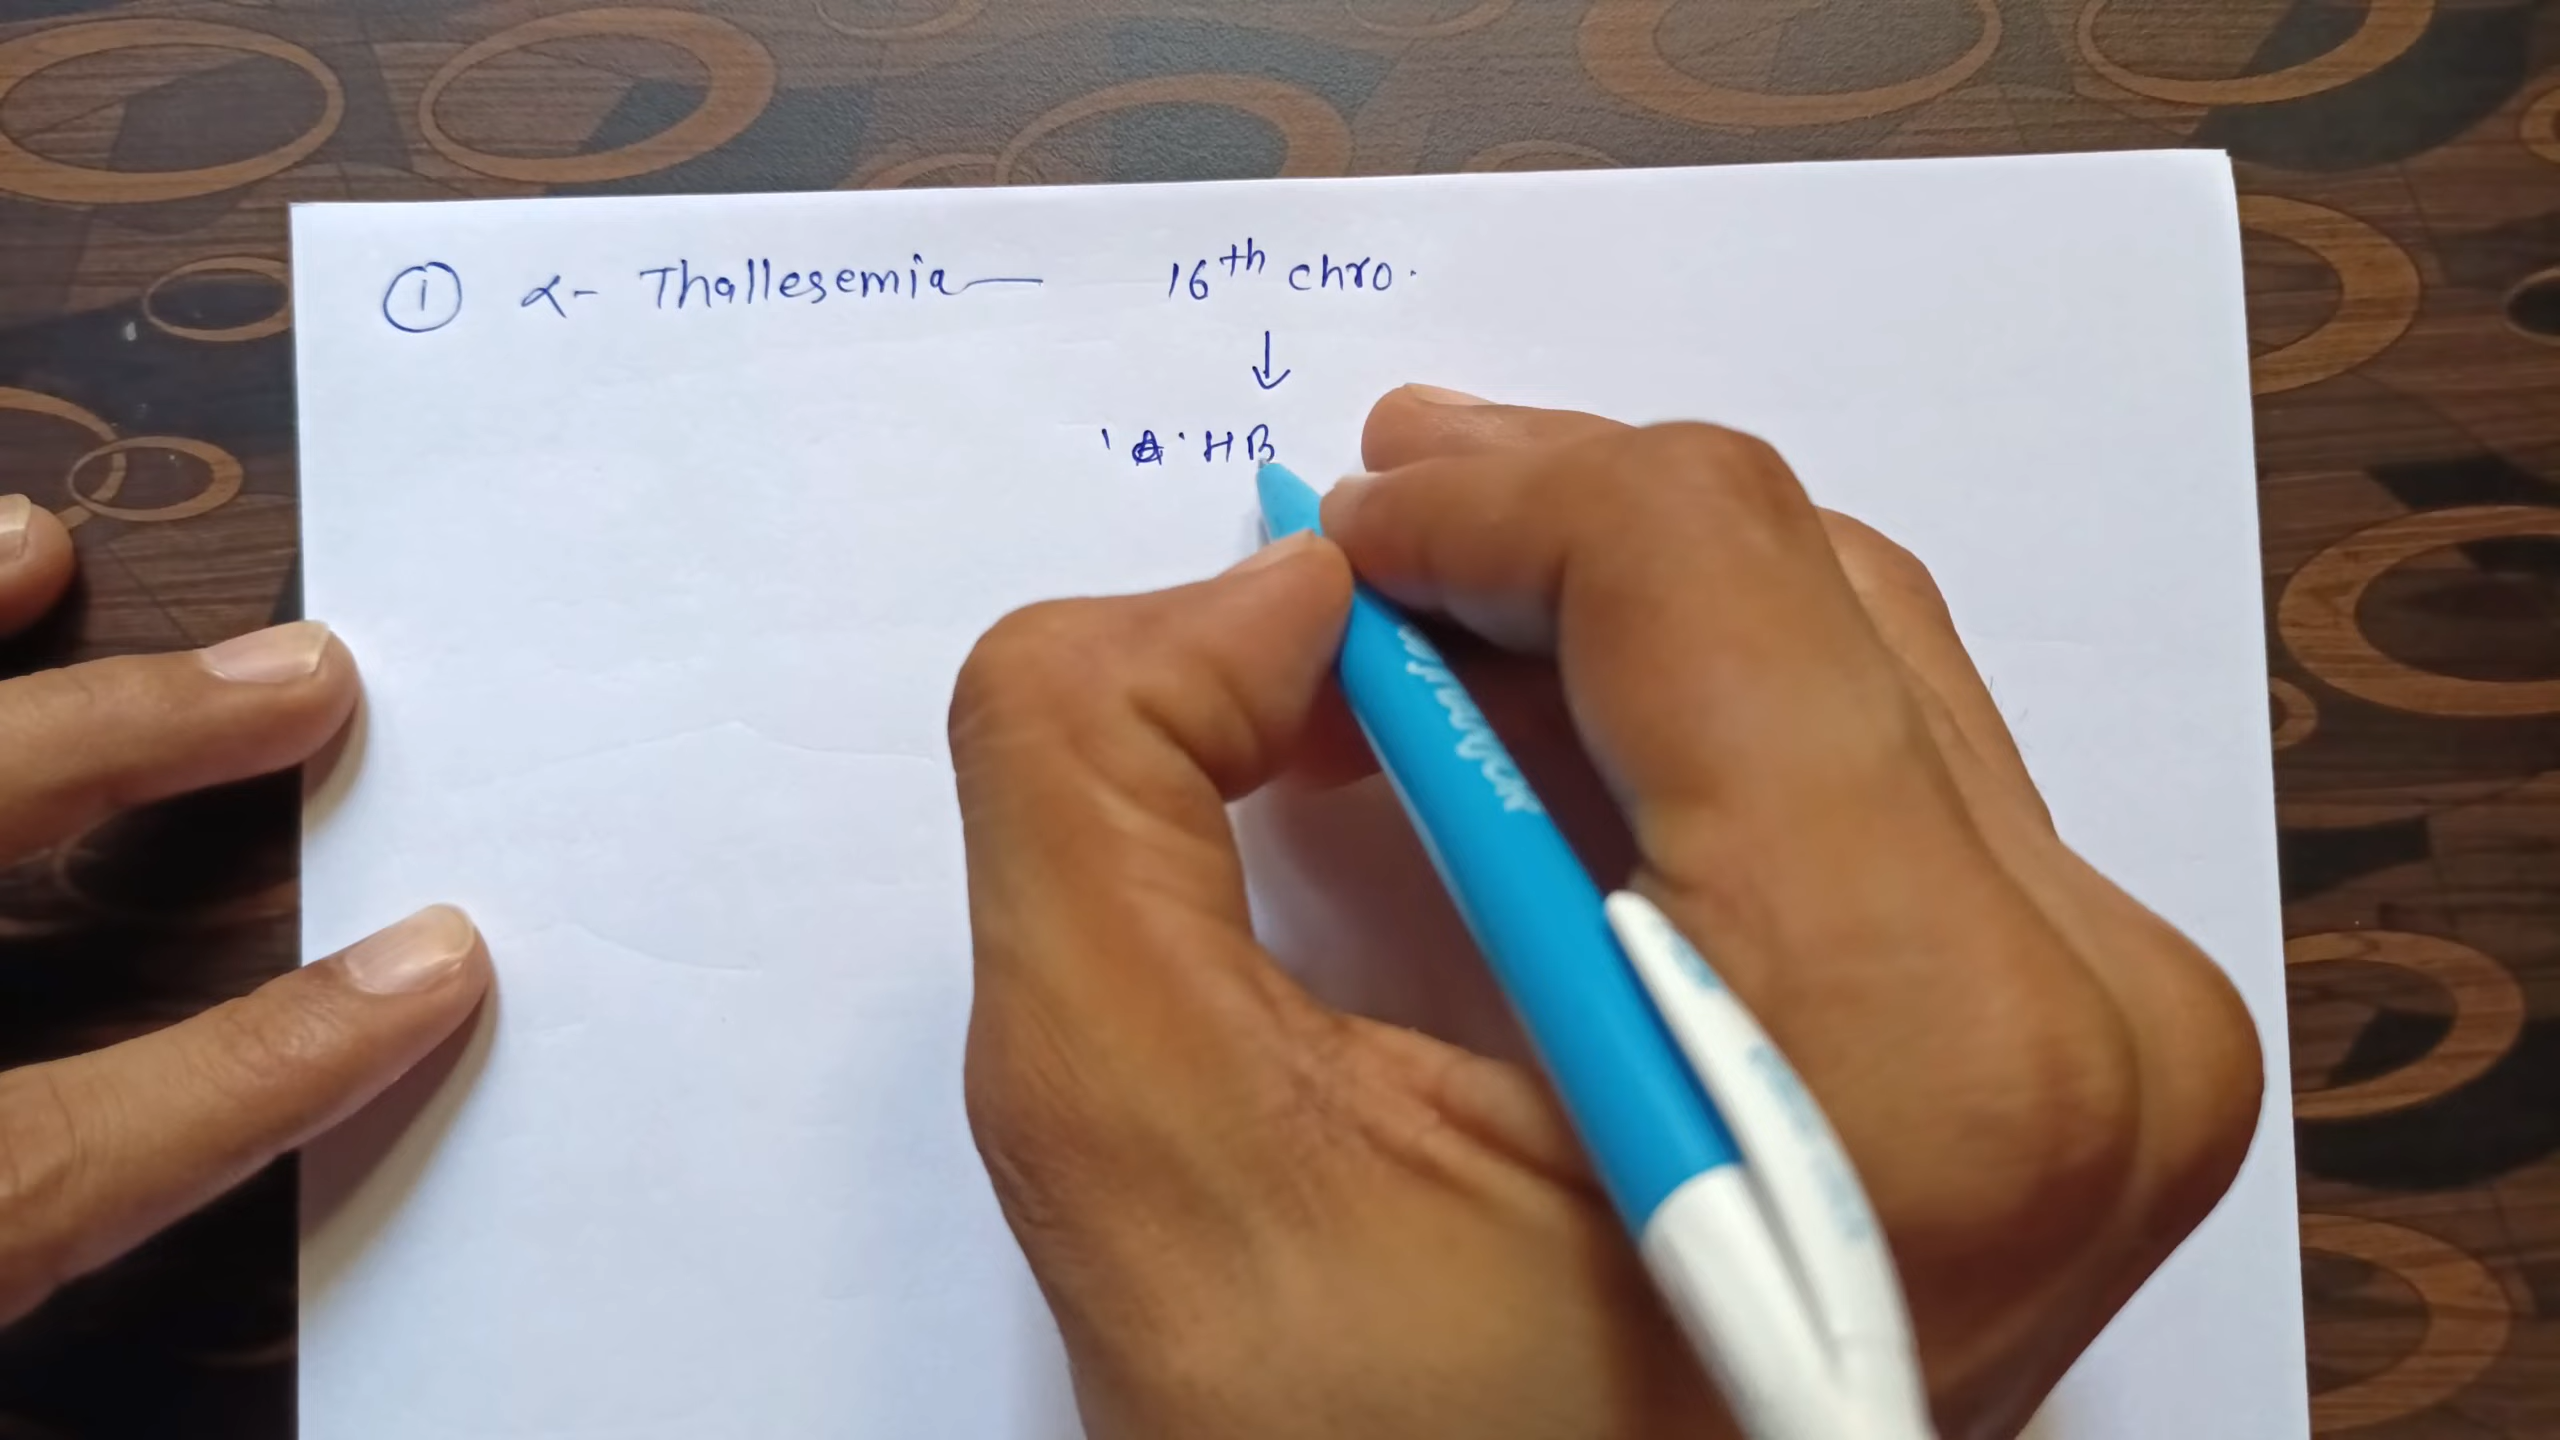 ① α- Thallesemia — 16th chro.
↓
HB